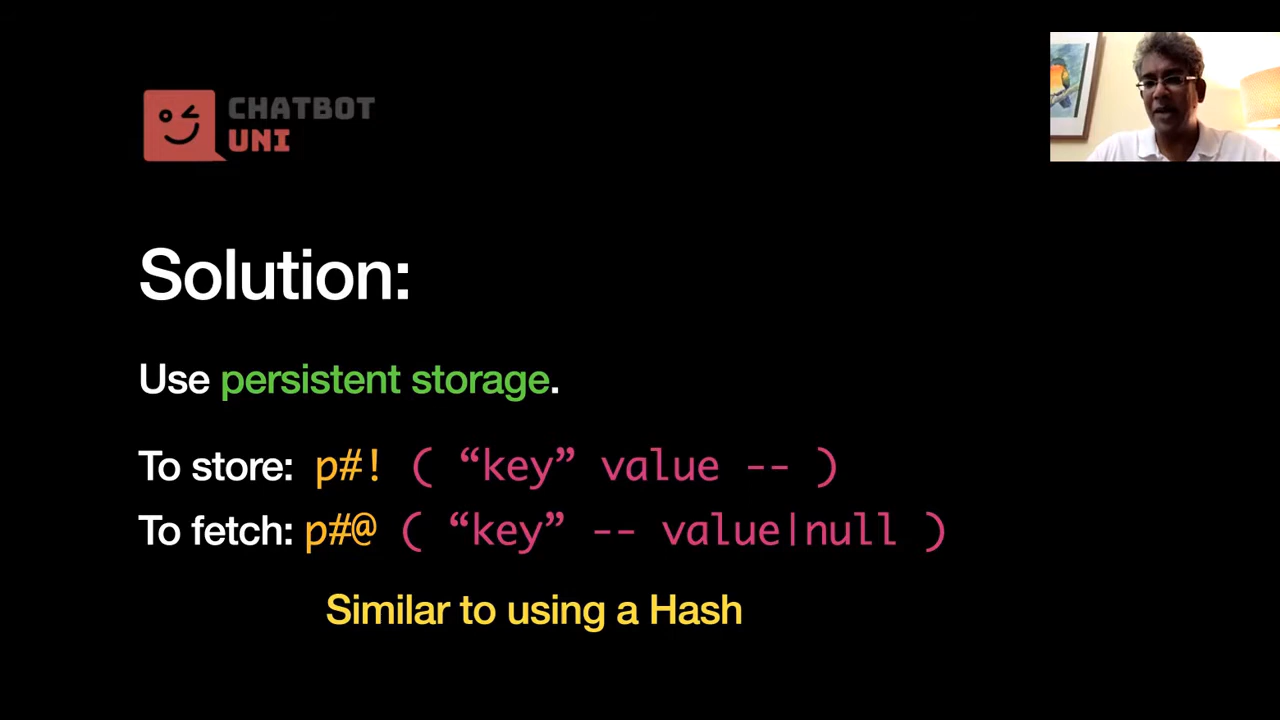 CHATBOT
UNI
Solution:
Use persistent storage.
To store: p#! ( “key” value -- )
To fetch: p#@ ( “key” -- value|null )
Similar to using a Hash